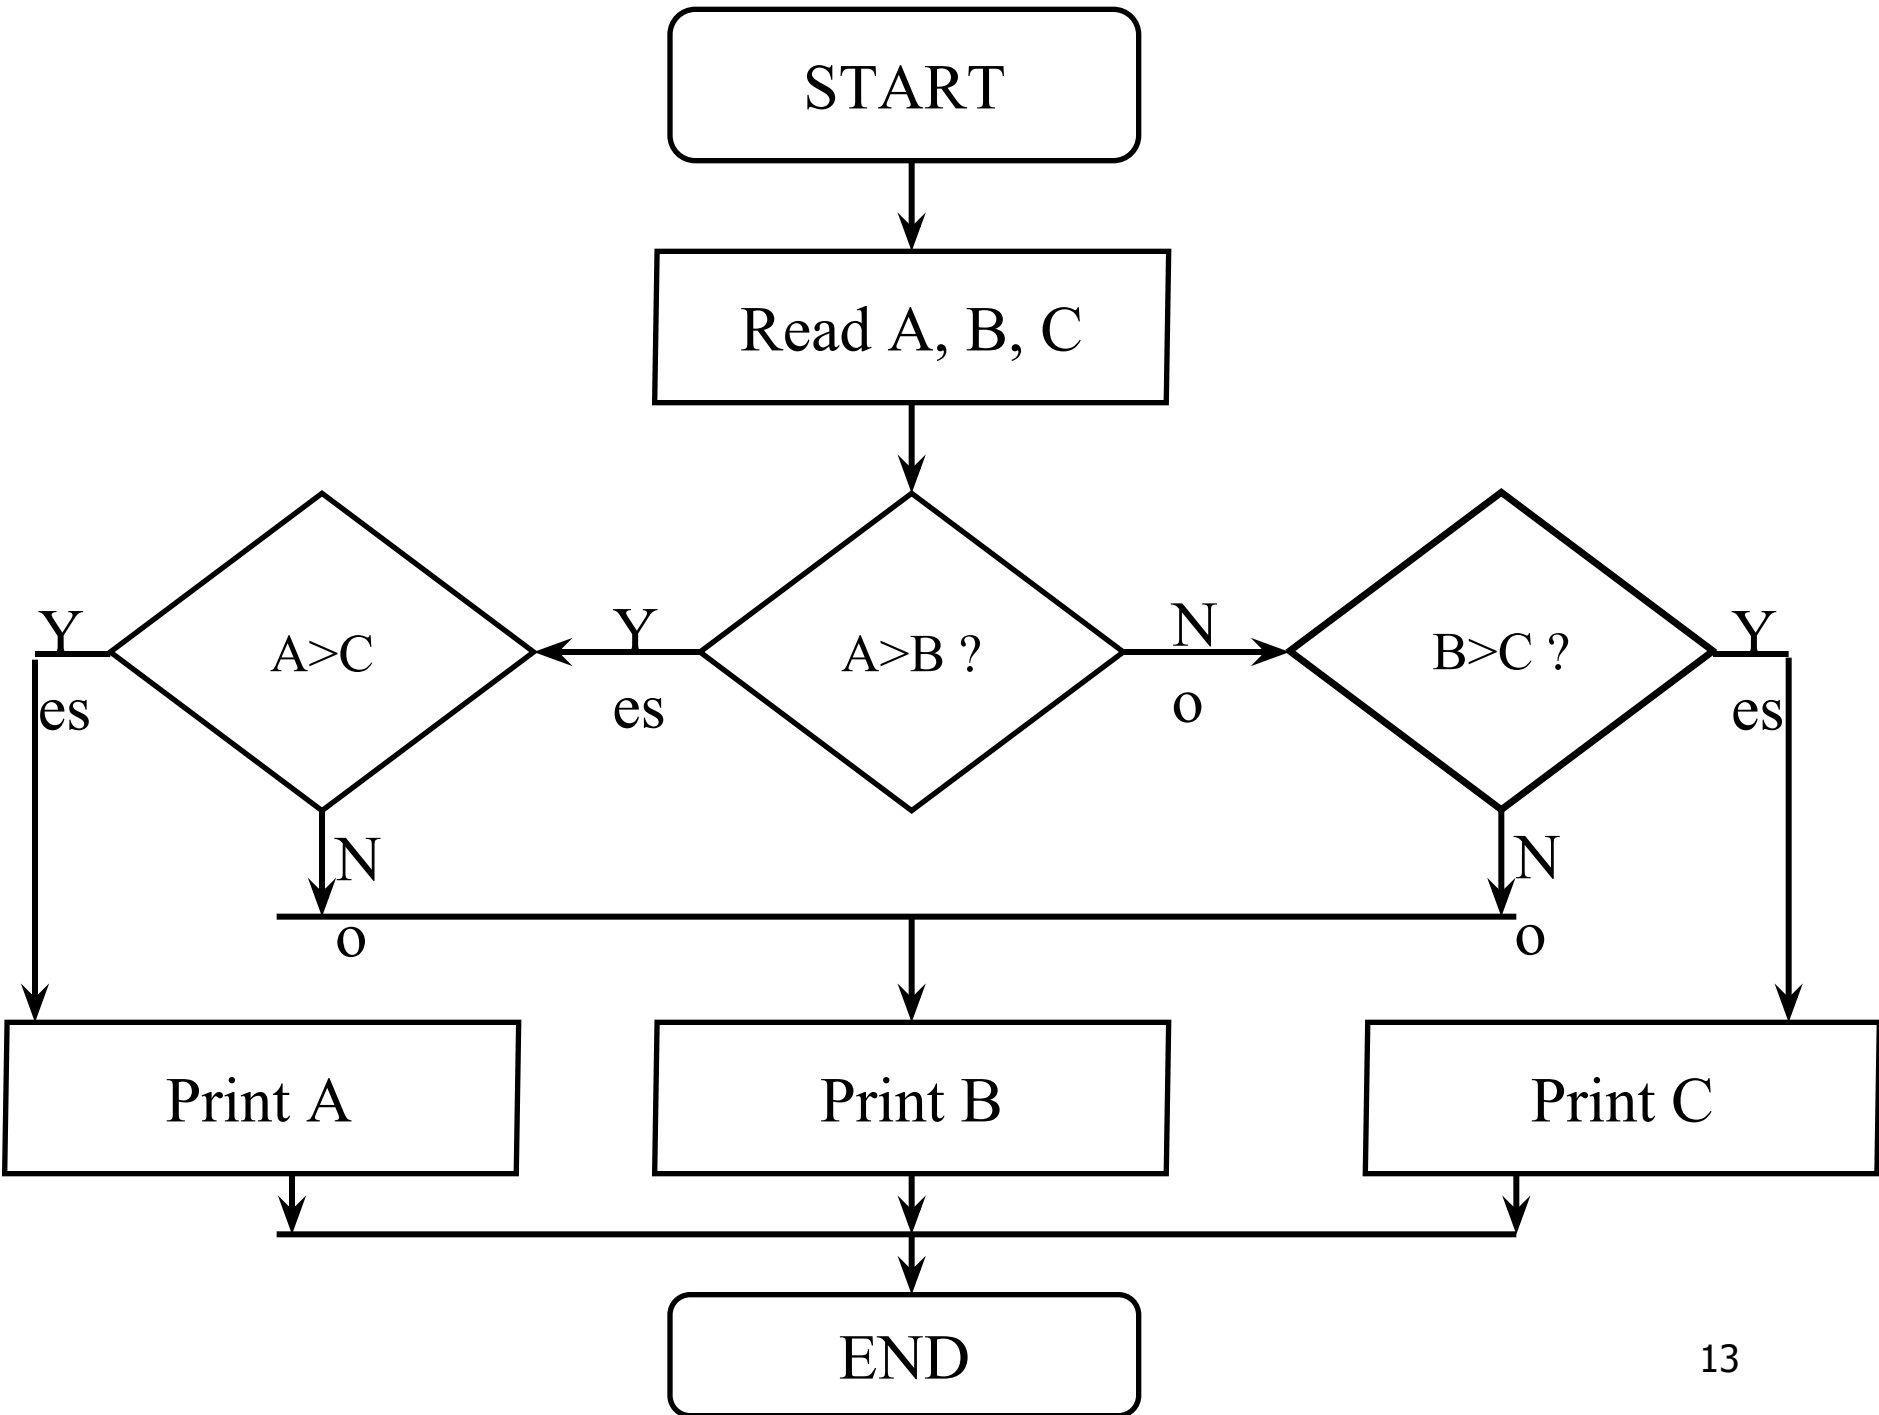 START
Read A, B, C
A>C
Y
es
A>B ?
N
o
B>C ?
Y
es
Y
es
N
o
N
o
Print A
Print B
Print C
END
13